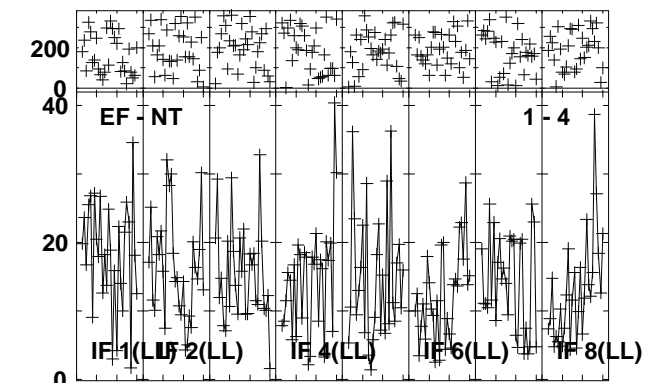 200
0
40
EF - NT 1 - 4
20
IF 1(LL) IF 2(LL) IF 4(LL) IF 6(LL) IF 8(LL)
0